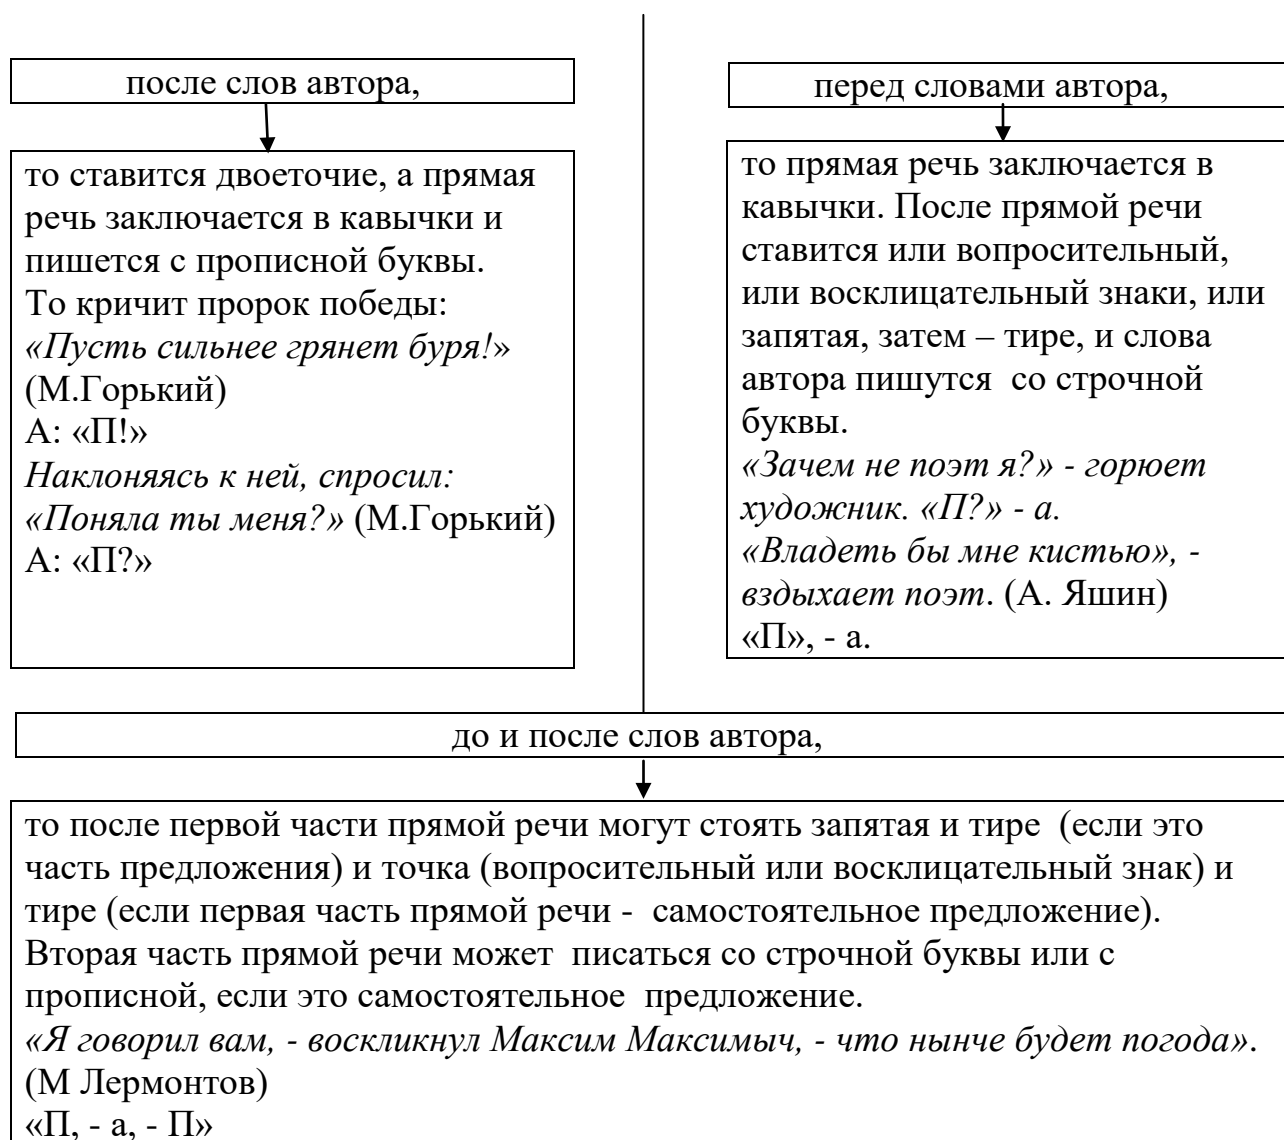 после слов автора,
то ставится двоеточие, а прямая
речь заключается в кавычки и
пишется с прописной буквы.
То кричит пророк победы:
«Пусть сильнее грянет буря!»
(М.Горький)
А: «П!»
Наклоняясь к ней, спросил:
«Поняла ты меня?» (М.Горький)
А: «П?»
перед словами автора,
то прямая речь заключается в
кавычки. После прямой речи
ставится или вопросительный,
или восклицательный знаки, или
запятая, затем – тире, и слова
автора пишутся со строчной
буквы.
«Зачем не поэт я?» - горюет
художник. «П?» - а.
«Владеть бы мне кистью», -
вздыхает поэт. (А. Яшин)
«П», - а.
до и после слов автора,
то после первой части прямой речи могут стоять запятая и тире (если это
часть предложения) и точка (вопросительный или восклицательный знак) и
тире (если первая часть прямой речи - самостоятельное предложение).
Вторая часть прямой речи может писаться со строчной буквы или с
прописной, если это самостоятельное предложение.
«Я говорил вам, - воскликнул Максим Максимыч, - что нынче будет погода».
(М Лермонтов)
«П, - а, - П»